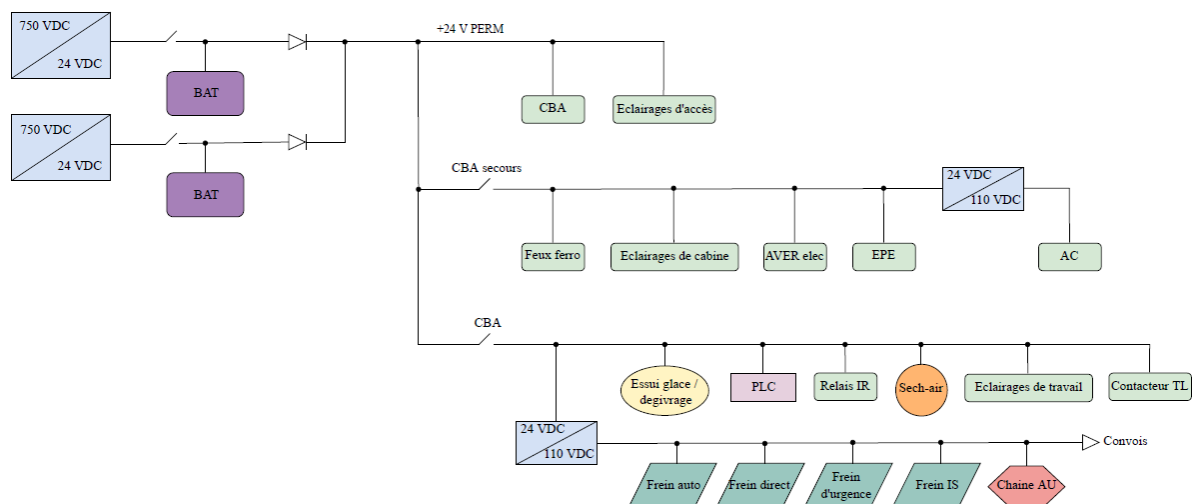 750 VDC
24 VDC
BAT
750 VDC
24 VDC
BAT
+24 V PERM
CBA
Eclairages d'accès
CBA secours
24 VDC
110 VDC
Feux ferro
Eclairages de cabine
AVER elec
EPE
AC
CBA
Essui glace /
degivrage
PLC
Relais IR
Sech-air
Eclairages de travail
Contacteur TL
24 VDC
110 VDC
Convois
Frein auto
Frein direct
Frein
d'urgence
Frein IS
Chaine AU